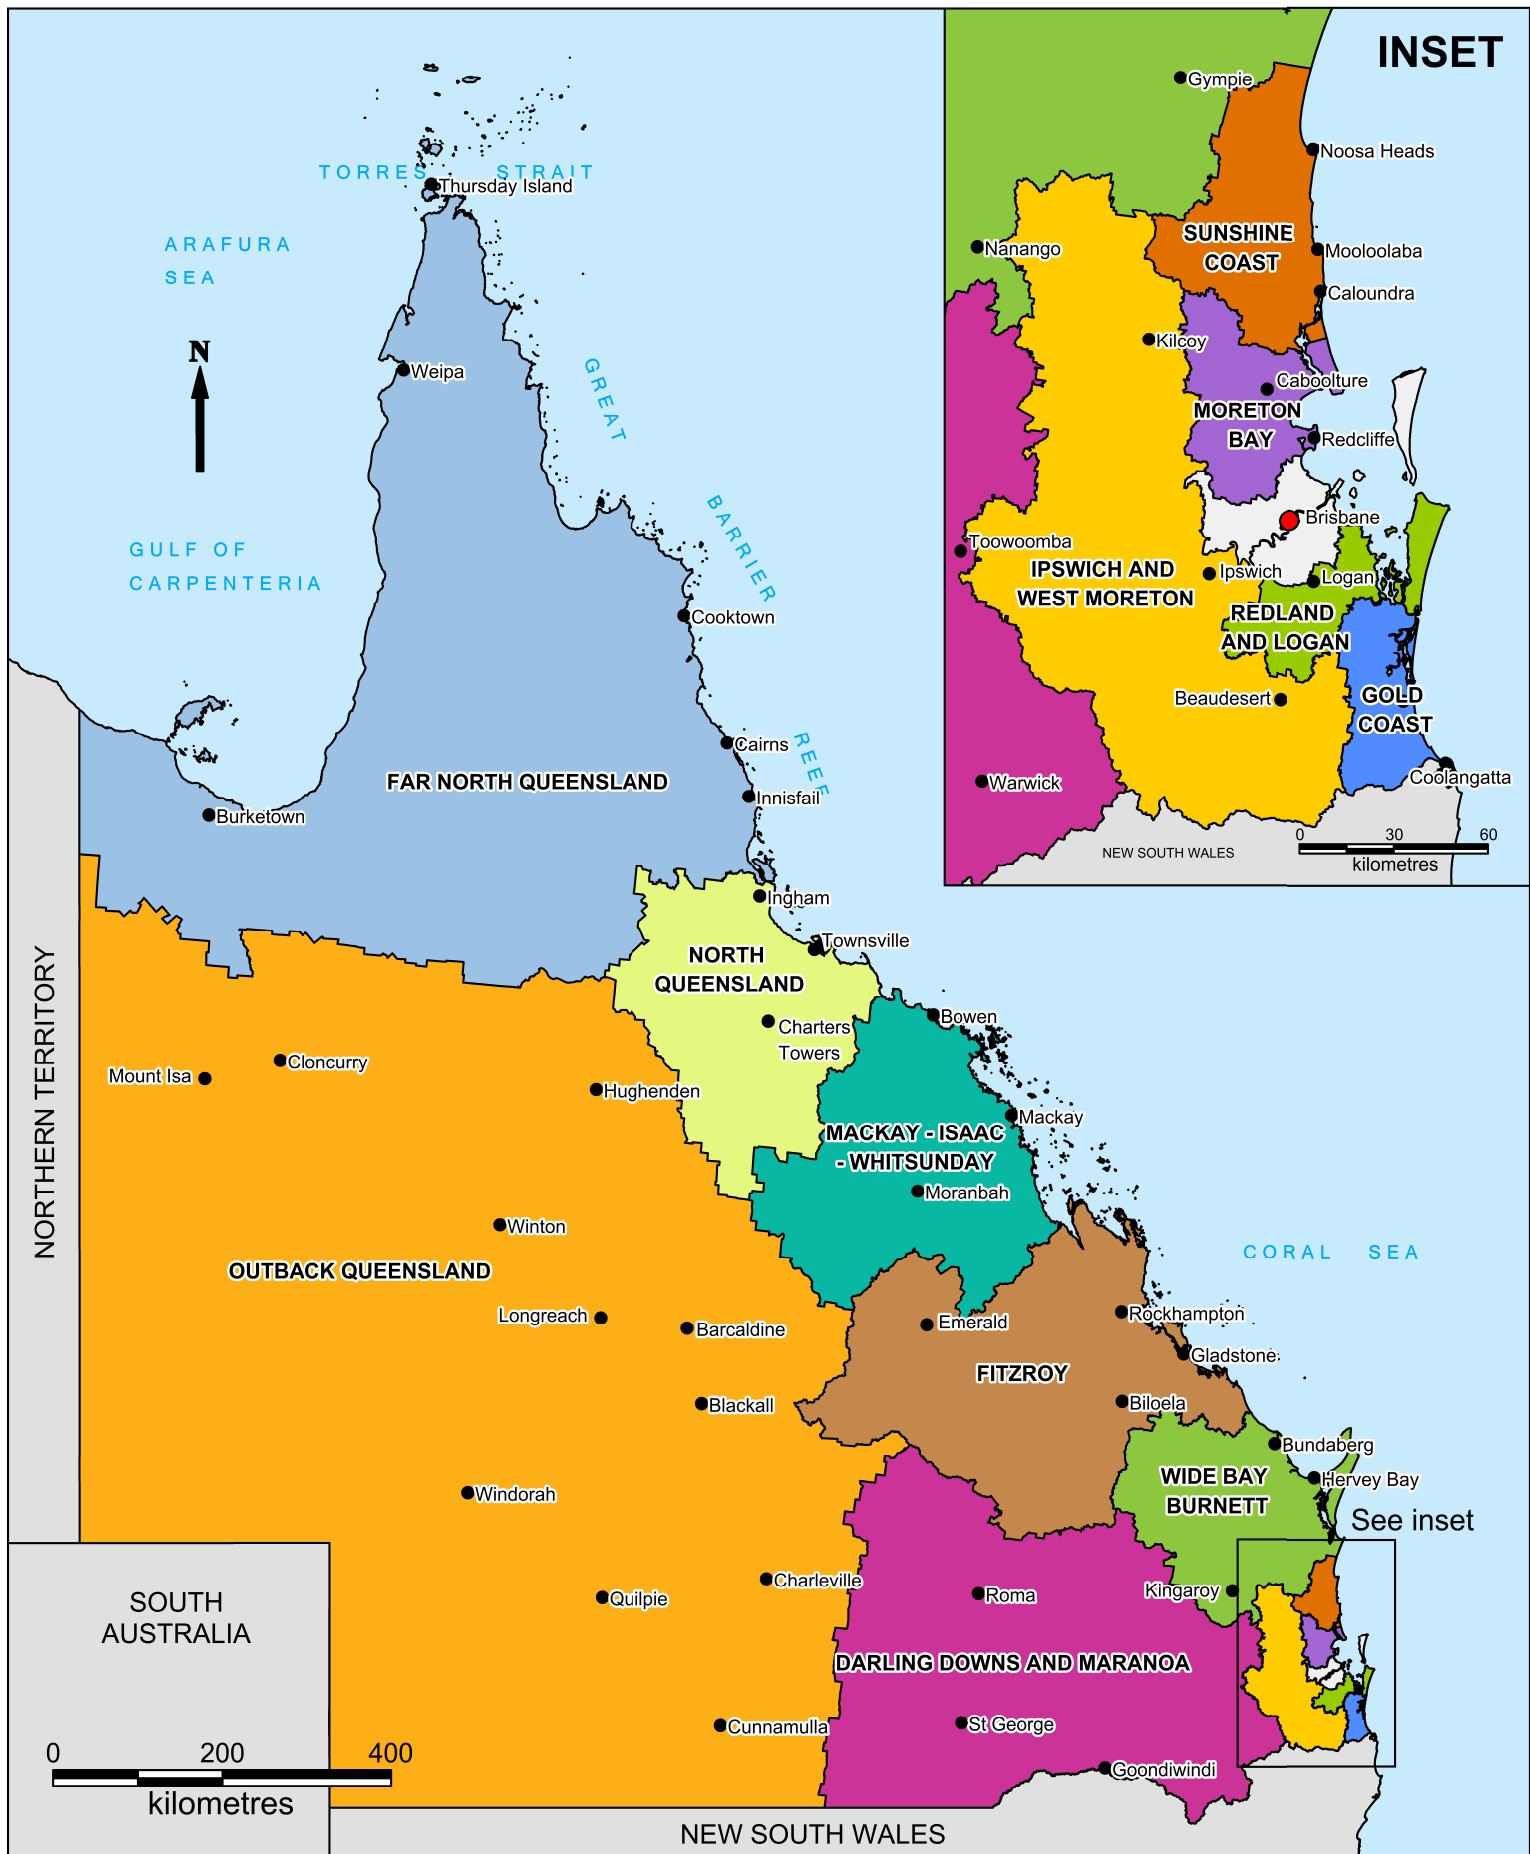 INSET
Gympie
Noosa Heads
SUNSHINE
COAST
Nanango
Mooloolaba
Caloundra
Kilcoy
Caboolture
MORETON
BAY
Redcliffe
Brisbane
Toowoomba
IPSWICH AND
WEST MORETON
Ipswich
Logan
REDLAND
AND LOGAN
Beaudesert
GOLD
COAST
Coolangatta
Warwick
NEW SOUTH WALES
0 30 60
kilometres
TORRES STRAIT
Thursday Island
ARAFURA
SEA
N
Weipa
GREAT
BARRIER
REEF
GULF OF
CARPENTERIA
Cooktown
Cairns
FAR NORTH QUEENSLAND
Innisfail
Burketown
Ingham
Townsville
NORTH
QUEENSLAND
Charters
Towers
Bowen
NORTHERN TERRITORY
Mount Isa
Cloncurry
Hughenden
Mackay
MACKAY - ISAAC
- WHITSUNDAY
Moranbah
Winton
OUTBACK QUEENSLAND
CORAL SEA
Longreach
Barcaldine
Emerald
Rockhampton
Gladstone
FITZROY
Blackall
Biloela
Bundaberg
WIDE BAY
BURNETT
Hervey Bay
Windorah
See inset
Charleville
Quilpie
Roma
Kingaroy
SOUTH
AUSTRALIA
DARLING DOWNS AND MARANOA
Cunnamulla
St George
Goondiwindi
0 200 400
kilometres
NEW SOUTH WALES